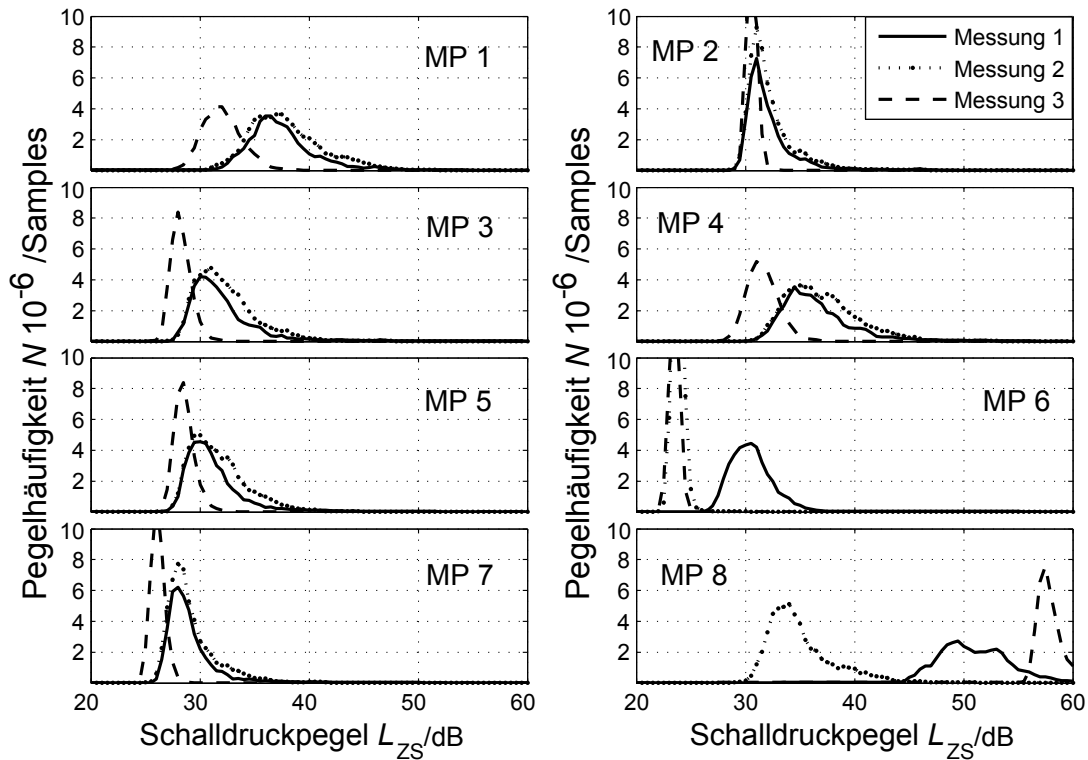 Pegelhäufigkeit N 10-6 /Samples
Pegelhäufigkeit N 10-6 /Samples
10
8
6
4
2
MP 1
10
8
6
4
2
MP 2
Messung 1
Messung 2
Messung 3
10
8
6
4
2
MP 3
10
8
6
4
2
MP 4
10
8
6
4
2
MP 5
10
8
6
4
2
MP 6
10
8
6
4
2
MP 7
10
8
6
4
2
MP 8
20 30 40 50 60
20 30 40 50 60
Schalldruckpegel LZS/dB
Schalldruckpegel LZS/dB